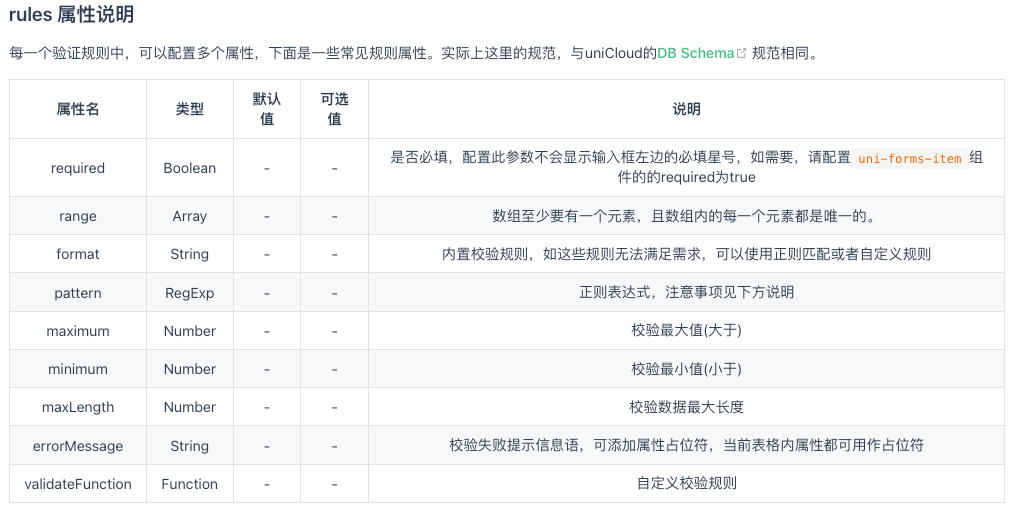 rules 属性说明
每一个验证规则中，可以配置多个属性，下面是一些常见规则属性。实际上这里的规范，与uniCloud的DB Schema 规范相同。
属性名 类型 默认值 可选值 说明
required Boolean - - 是否必填，配置此参数不会显示输入框左边的必填星号，如需要，请配置 uni-forms-item 组
件的的required为true
range Array - - 数组至少要有一个元素，且数组内的每一个元素都是唯一的。
format String - - 内置校验规则，如这些规则无法满足需求，可以使用正则匹配或者自定义规则
pattern RegExp - - 正则表达式，注意事项见下方说明
maximum Number - - 校验最大值(大于)
minimum Number - - 校验最小值(小于)
maxLength Number - - 校验数据最大长度
errorMessage String - - 校验失败提示信息语，可添加属性占位符，当前表格内属性都可用作占位符
validateFunction Function - - 自定义校验规则